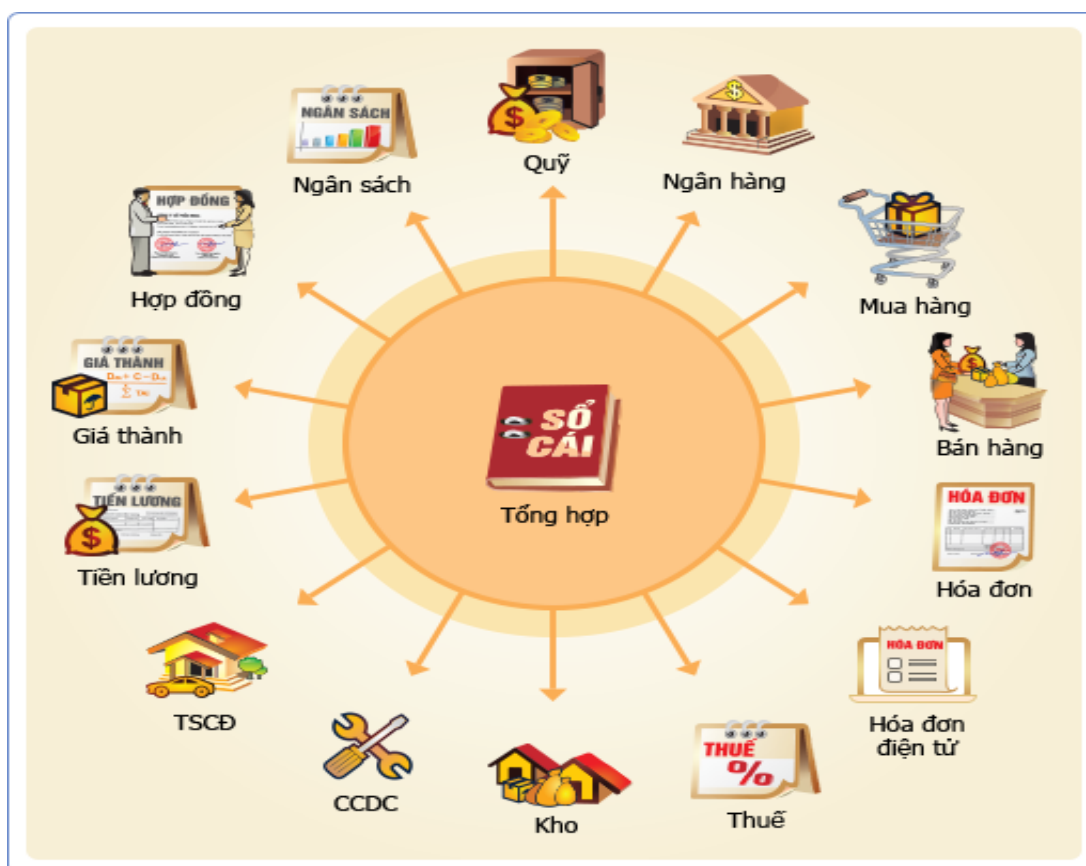 NGÂN SÁCH
Ngân sách
Quỹ
Ngân hàng
HỢP ĐỒNG
Hợp đồng
Mua hàng
GIÁ THÀNH
Giá thành
Bán hàng
SỔ
CÁI
Tổng hợp
TIỀN LƯƠNG
Tiền lương
HÓA ĐƠN
Hóa đơn
TSCĐ
HÓA ĐƠN
Hóa đơn
điện tử
CCDC
Kho
THUẾ
%
Thuế